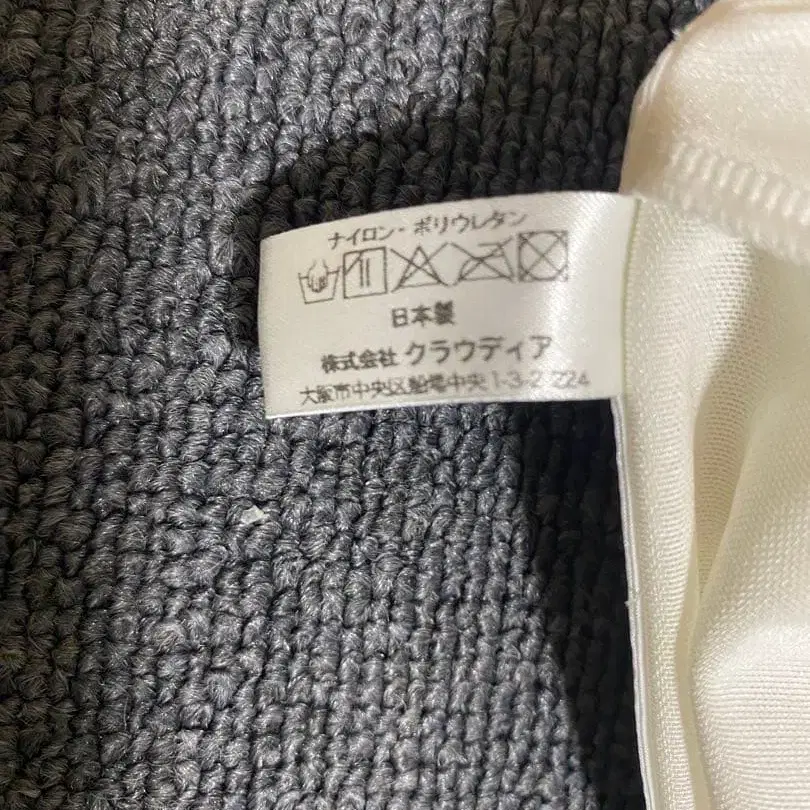 ナイロン・ポリウレタン
日本製
株式会社 クラウディア
大阪市中央区船場中央1-3-2 224